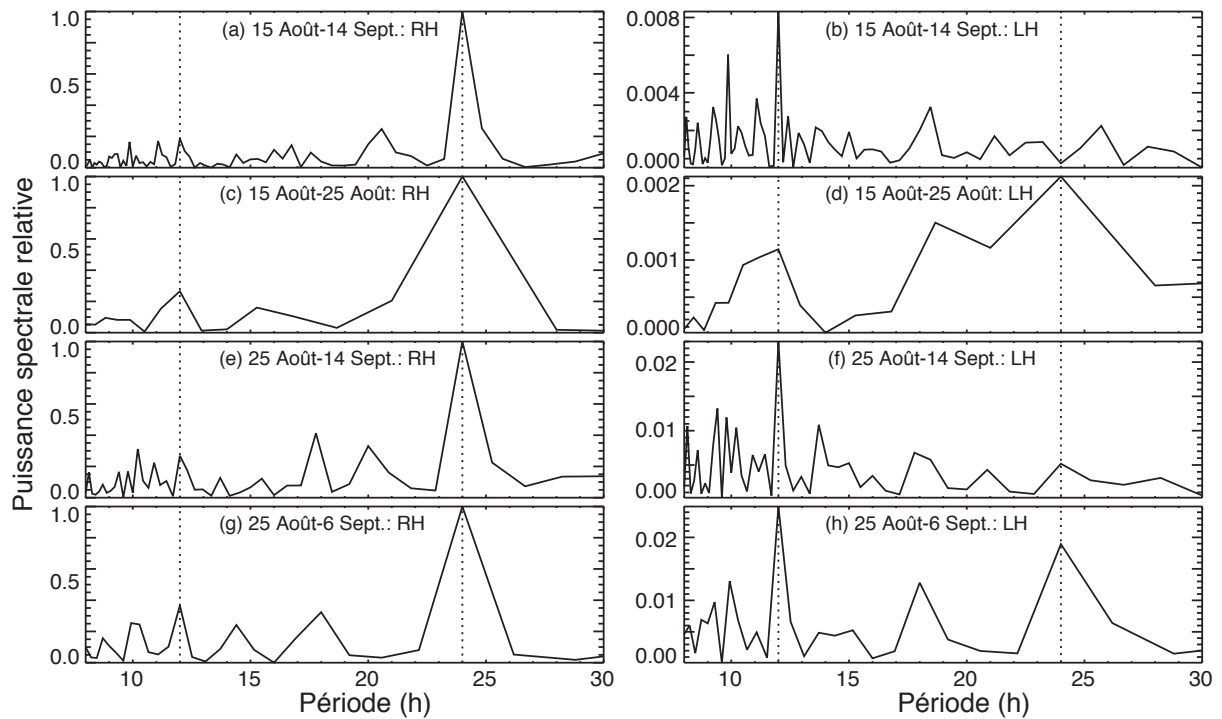 Puissance spectrale relative
(a) 15 Août-14 Sept.: RH
1.0
0.5
0.0
(b) 15 Août-14 Sept.: LH
0.008
0.004
0.000
(c) 15 Août-25 Août: RH
1.0
0.5
0.0
(d) 15 Août-25 Août: LH
0.002
0.001
0.000
(e) 25 Août-14 Sept.: RH
1.0
0.5
0.0
(f) 25 Août-14 Sept.: LH
0.02
0.01
0.00
(g) 25 Août-6 Sept.: RH
1.0
0.5
0.0
(h) 25 Août-6 Sept.: LH
0.02
0.01
0.00
10 15 20 25 30
10 15 20 25 30
Période (h)
Période (h)